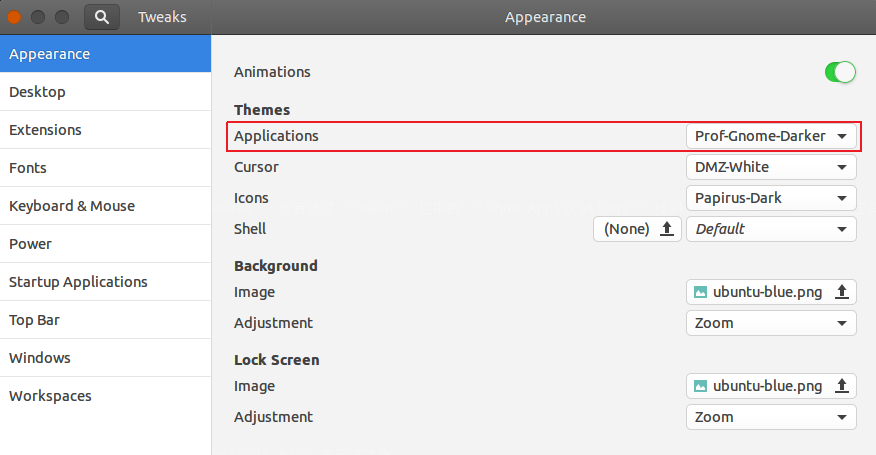 Tweaks Appearance
Appearance
Desktop
Extensions
Fonts
Keyboard & Mouse
Power
Startup Applications
Top Bar
Windows
Workspaces
Animations
Themes
Applications Prof-Gnome-Darker
Cursor DMZ-White
Icons Papirus-Dark
Shell (None) Default
Background
Image ubuntu-blue.png
Adjustment Zoom
Lock Screen
Image ubuntu-blue.png
Adjustment Zoom